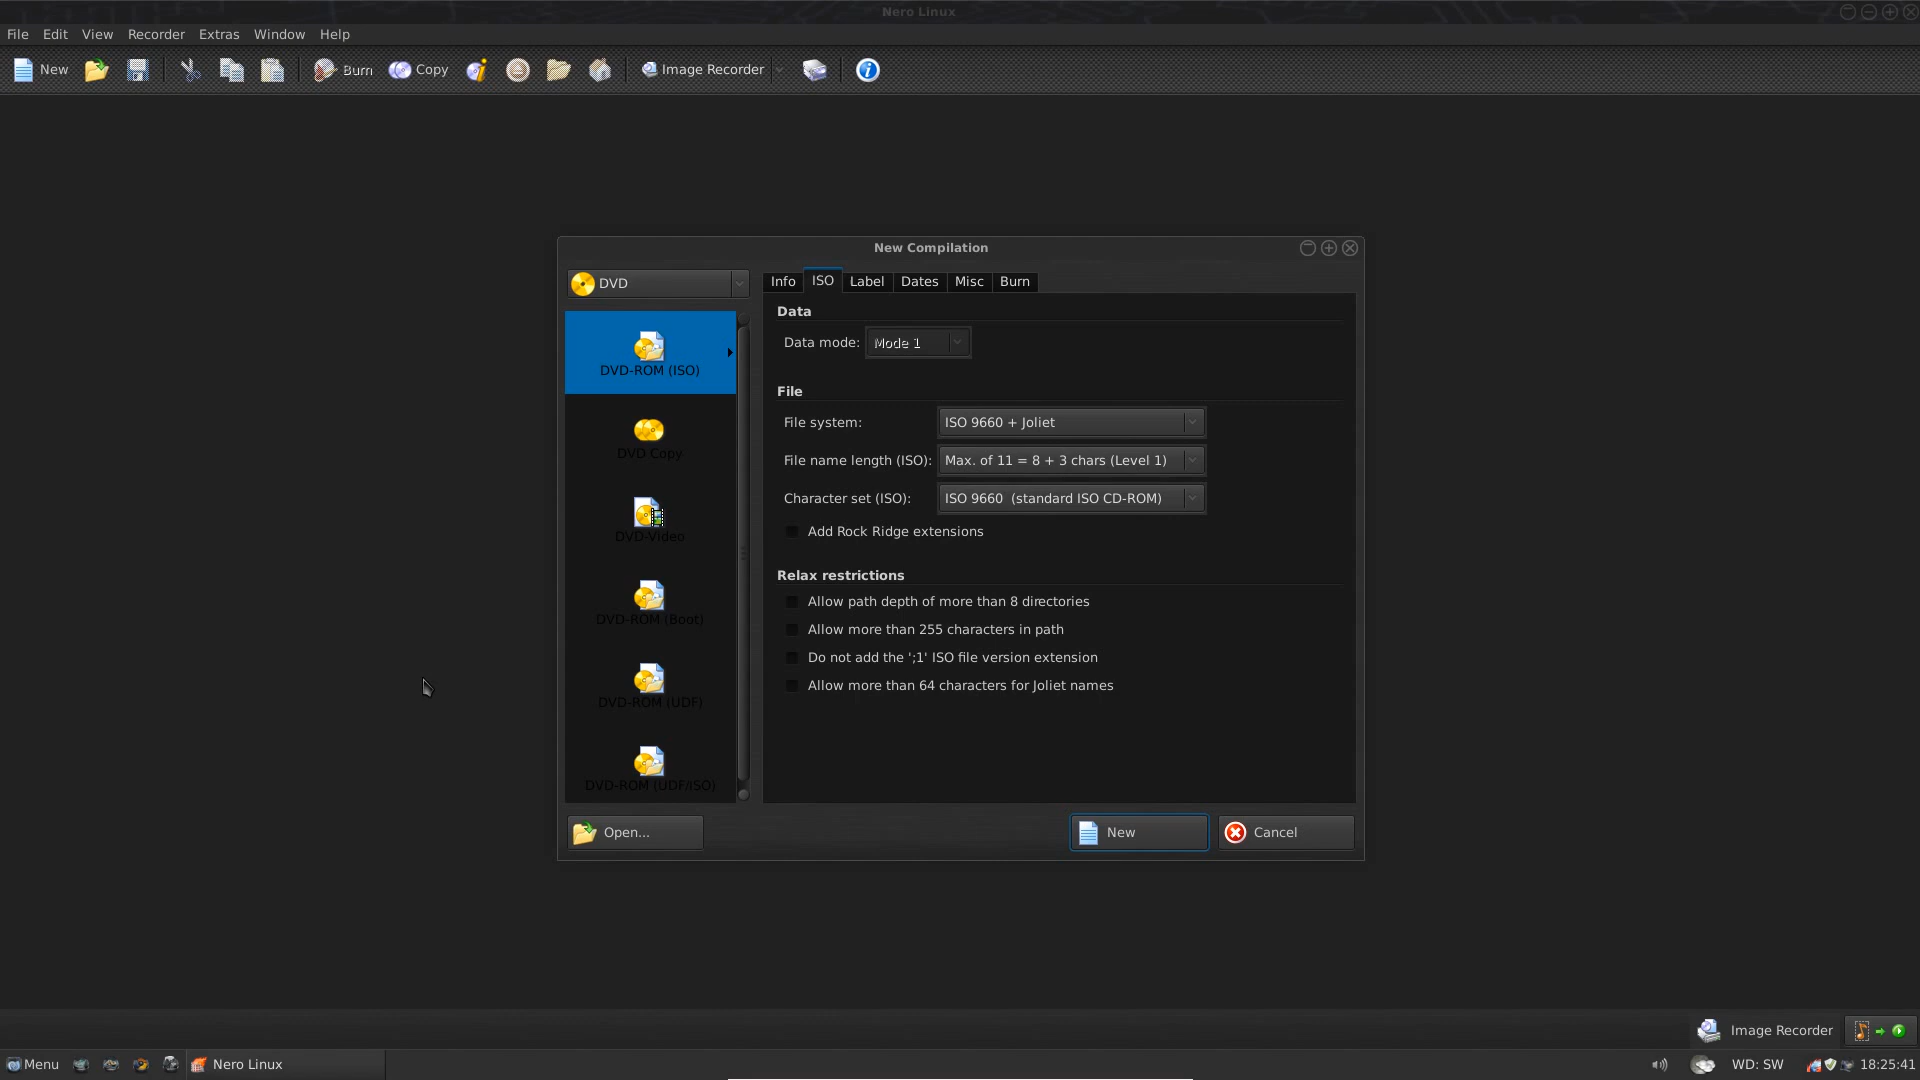 Nero Linux
File Edit View Recorder Extras Window Help
New Burn Copy Image Recorder
New Compilation
DVD
Info ISO Label Dates Misc Burn
Data
Data mode: Mode 1
File
File system: ISO 9660 + Joliet
File name length (ISO): Max. of 11 = 8 + 3 chars (Level 1)
Character set (ISO): ISO 9660 (standard ISO CD-ROM)
Add Rock Ridge extensions
Relax restrictions
Allow path depth of more than 8 directories
Allow more than 255 characters in path
Do not add the ';1' ISO file version extension
Allow more than 64 characters for Joliet names
DVD-ROM (ISO)
DVD Copy
DVD-Video
DVD-ROM (Boot)
DVD-ROM (UDF)
DVD-ROM (UDF/ISO)
Open... New Cancel
Image Recorder
Menu Nero Linux WD: SW 18:25:41